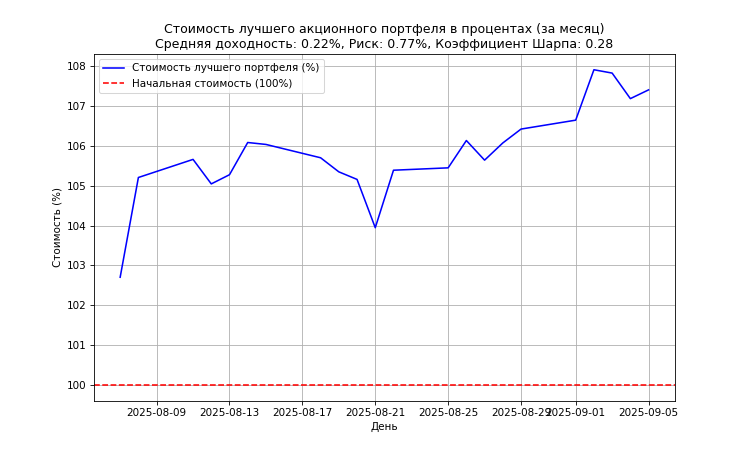 Стоимость лучшего акционного портфеля в процентах (за месяц)
Средняя доходность: 0.22%, Риск: 0.77%, Коэффициент Шарпа: 0.28
Стоимость лучшего портфеля (%)
Начальная стоимость (100%)
Стоимость (%)
108
107
106
105
104
103
102
101
100
2025-08-09
2025-08-13
2025-08-17
2025-08-21
2025-08-25
2025-08-29
2025-09-01
2025-09-05
День